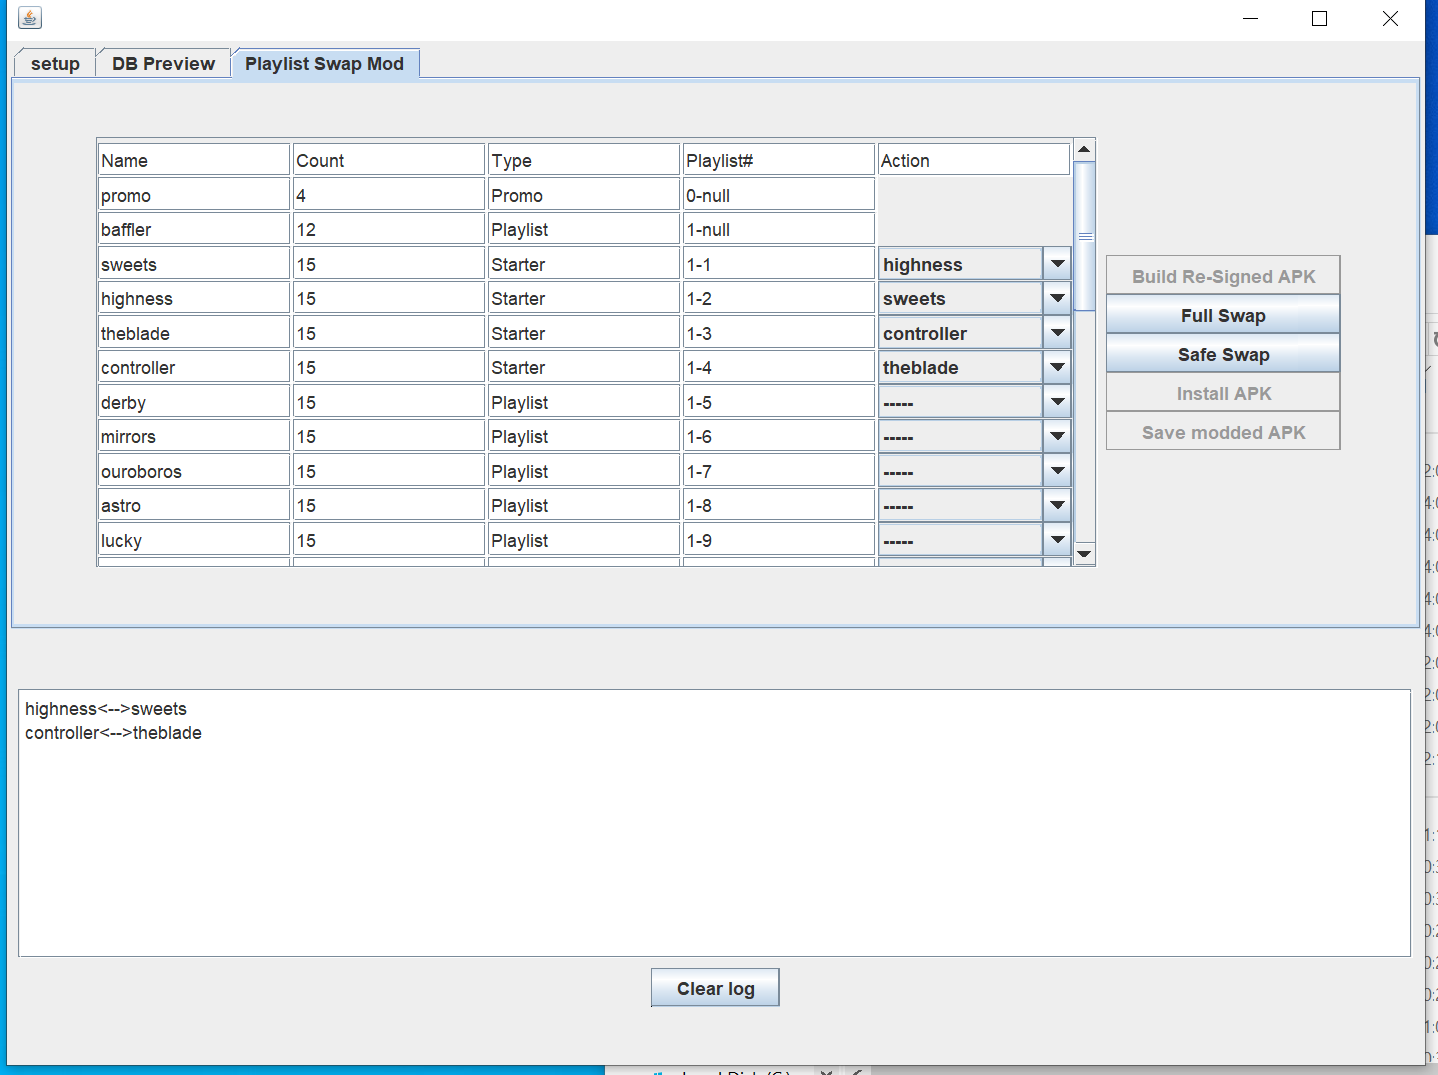 setup DB Preview Playlist Swap Mod
Name Count Type Playlist# Action
promo 4 Promo 0-null
baffler 12 Playlist 1-null
sweets 15 Starter 1-1 highness
highness 15 Starter 1-2 sweets
theblade 15 Starter 1-3 controller
controller 15 Starter 1-4 theblade
derby 15 Playlist 1-5 -----
mirrors 15 Playlist 1-6 -----
ouroboros 15 Playlist 1-7 -----
astro 15 Playlist 1-8 -----
lucky 15 Playlist 1-9 -----
Build Re-Signed APK
Full Swap
Safe Swap
Install APK
Save modded APK
highness<-->sweets
controller<-->theblade
Clear log